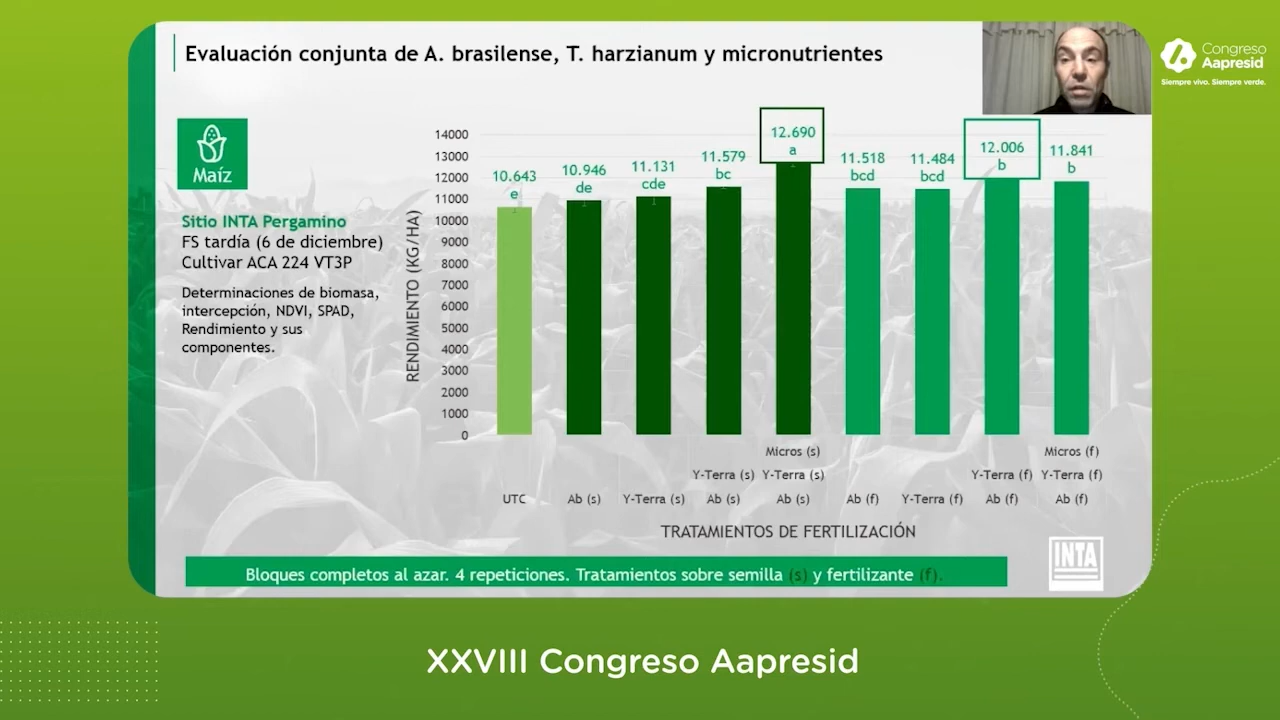 Evaluación conjunta de A. brasilense, T. harzianum y micronutrientes
Congreso
Aapresid
Siempre vivo. Siempre verde.
Maíz
Sitio INTA Pergamino
FS tardía (6 de diciembre)
Cultivar ACA 224 VT3P
Determinaciones de biomasa,
intercepción, NDVI, SPAD,
Rendimiento y sus
componentes.
RENDIMIENTO (KG/HA)
14000
13000
12000
11000
10000
9000
8000
7000
6000
5000
4000
3000
2000
1000
0
10.643
e
10.946
de
11.131
cde
11.579
bc
12.690
a
11.518
bcd
11.484
bcd
12.006
b
11.841
b
Micros (s) Micros (f)
Y-Terra (s) Y-Terra (s) Y-Terra (f) Y-Terra (f)
UTC Ab (s) Y-Terra (s) Ab (s) Ab (s) Ab (f) Y-Terra (f) Ab (f) Ab (f)
TRATAMIENTOS DE FERTILIZACIÓN
INTA
Bloques completos al azar. 4 repeticiones. Tratamientos sobre semilla (s) y fertilizante (f).
XXVIII Congreso Aapresid